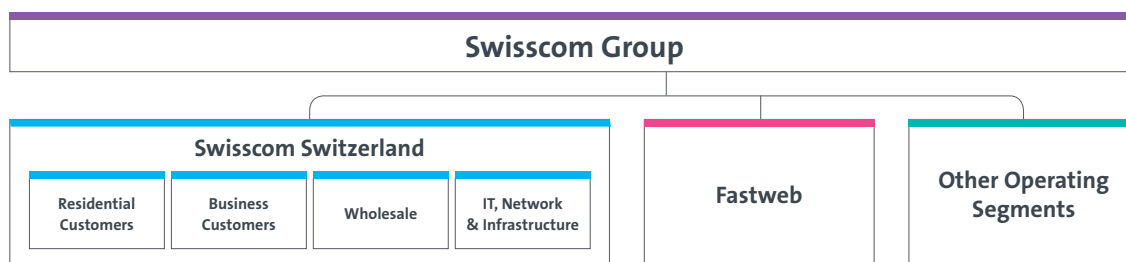 Swisscom Group
Swisscom Switzerland
Residential
Customers
Business
Customers
Wholesale
IT, Network
& Infrastructure
Fastweb
Other Operating
Segments